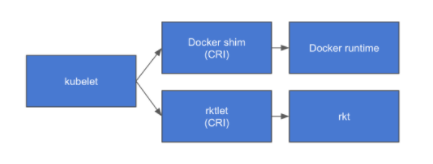 kubelet
Docker shim
(CRI)
Docker runtime
rktlet
(CRI)
rkt